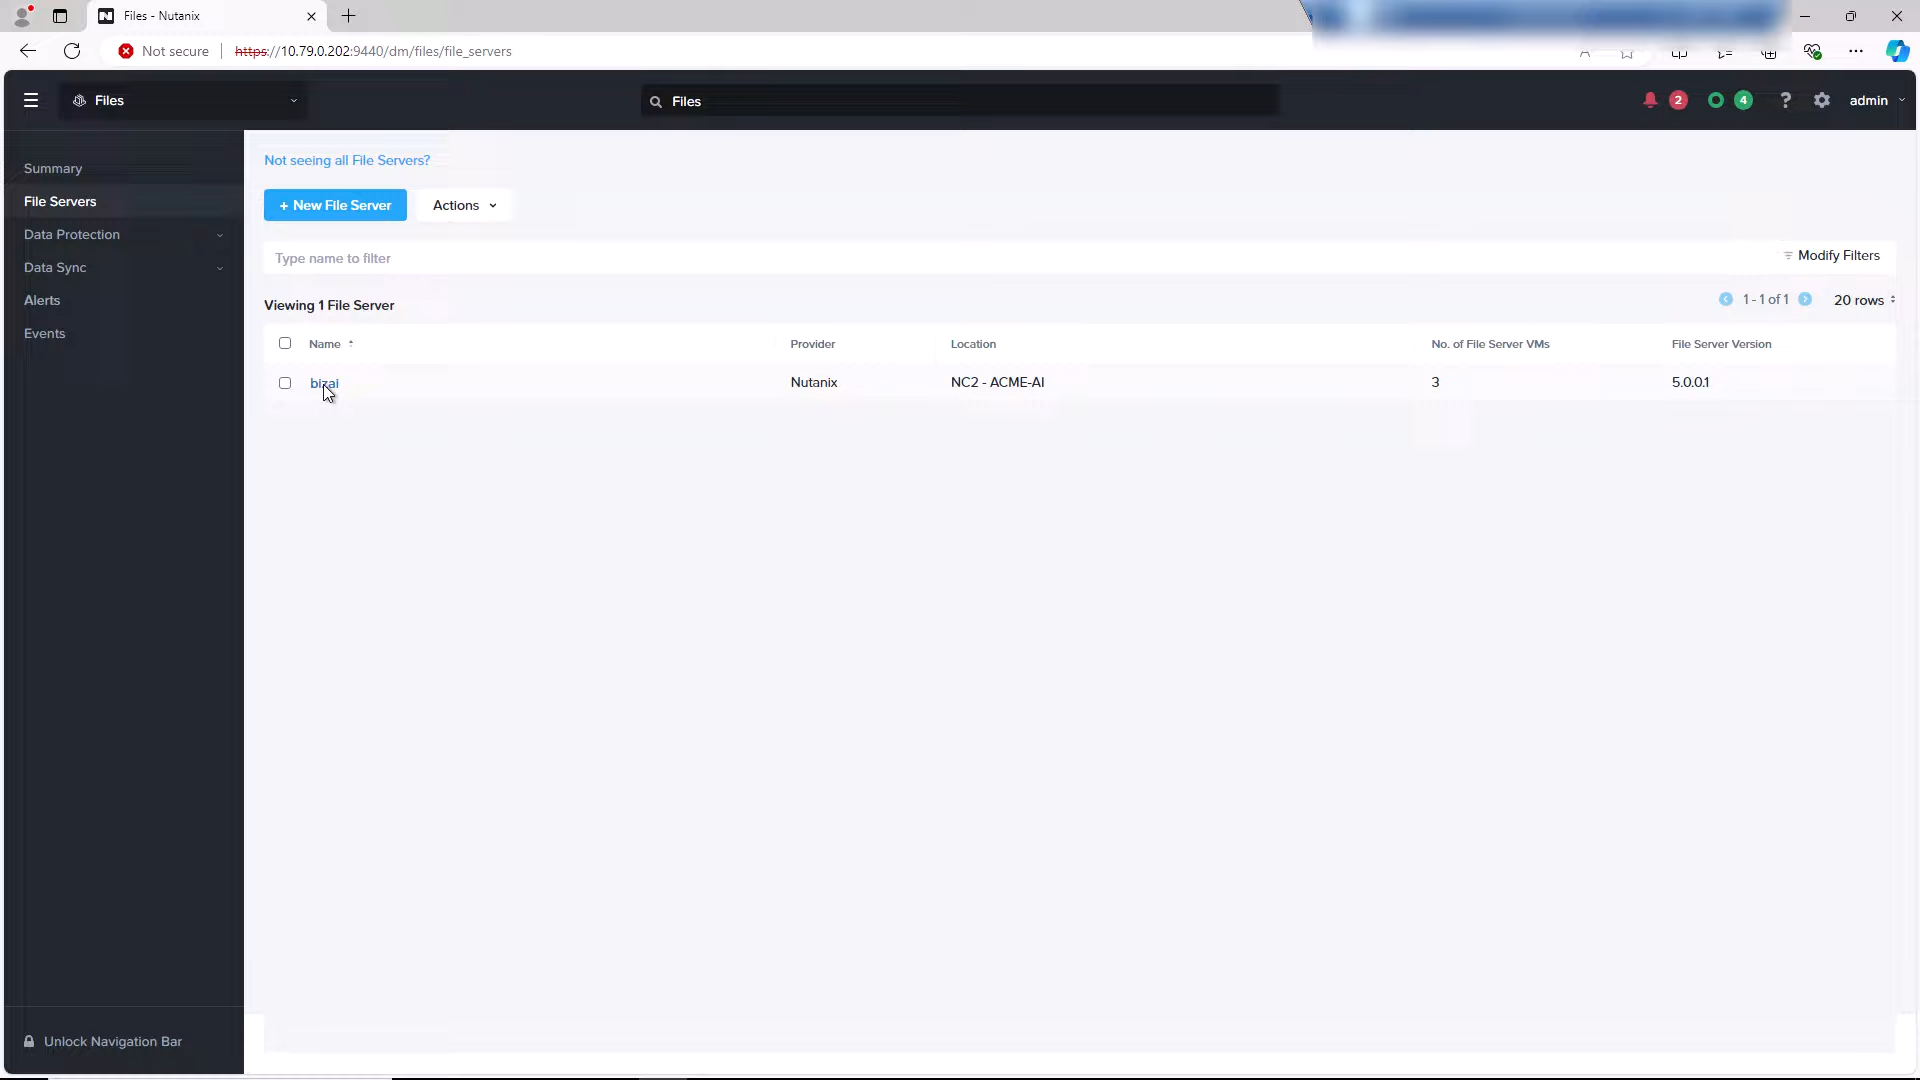 Files - Nutanix
Not secure
https://10.79.0.202:9440/dm/files/file_servers
Files
Files
2
4
?
admin
Summary
File Servers
Data Protection
Data Sync
Alerts
Events
Unlock Navigation Bar
Not seeing all File Servers?
+ New File Server
Actions
Type name to filter
Modify Filters
Viewing 1 File Server
1 - 1 of 1
20 rows
Name
Provider
Location
No. of File Server VMs
File Server Version
bizai
Nutanix
NC2 - ACME-AI
3
5.0.0.1